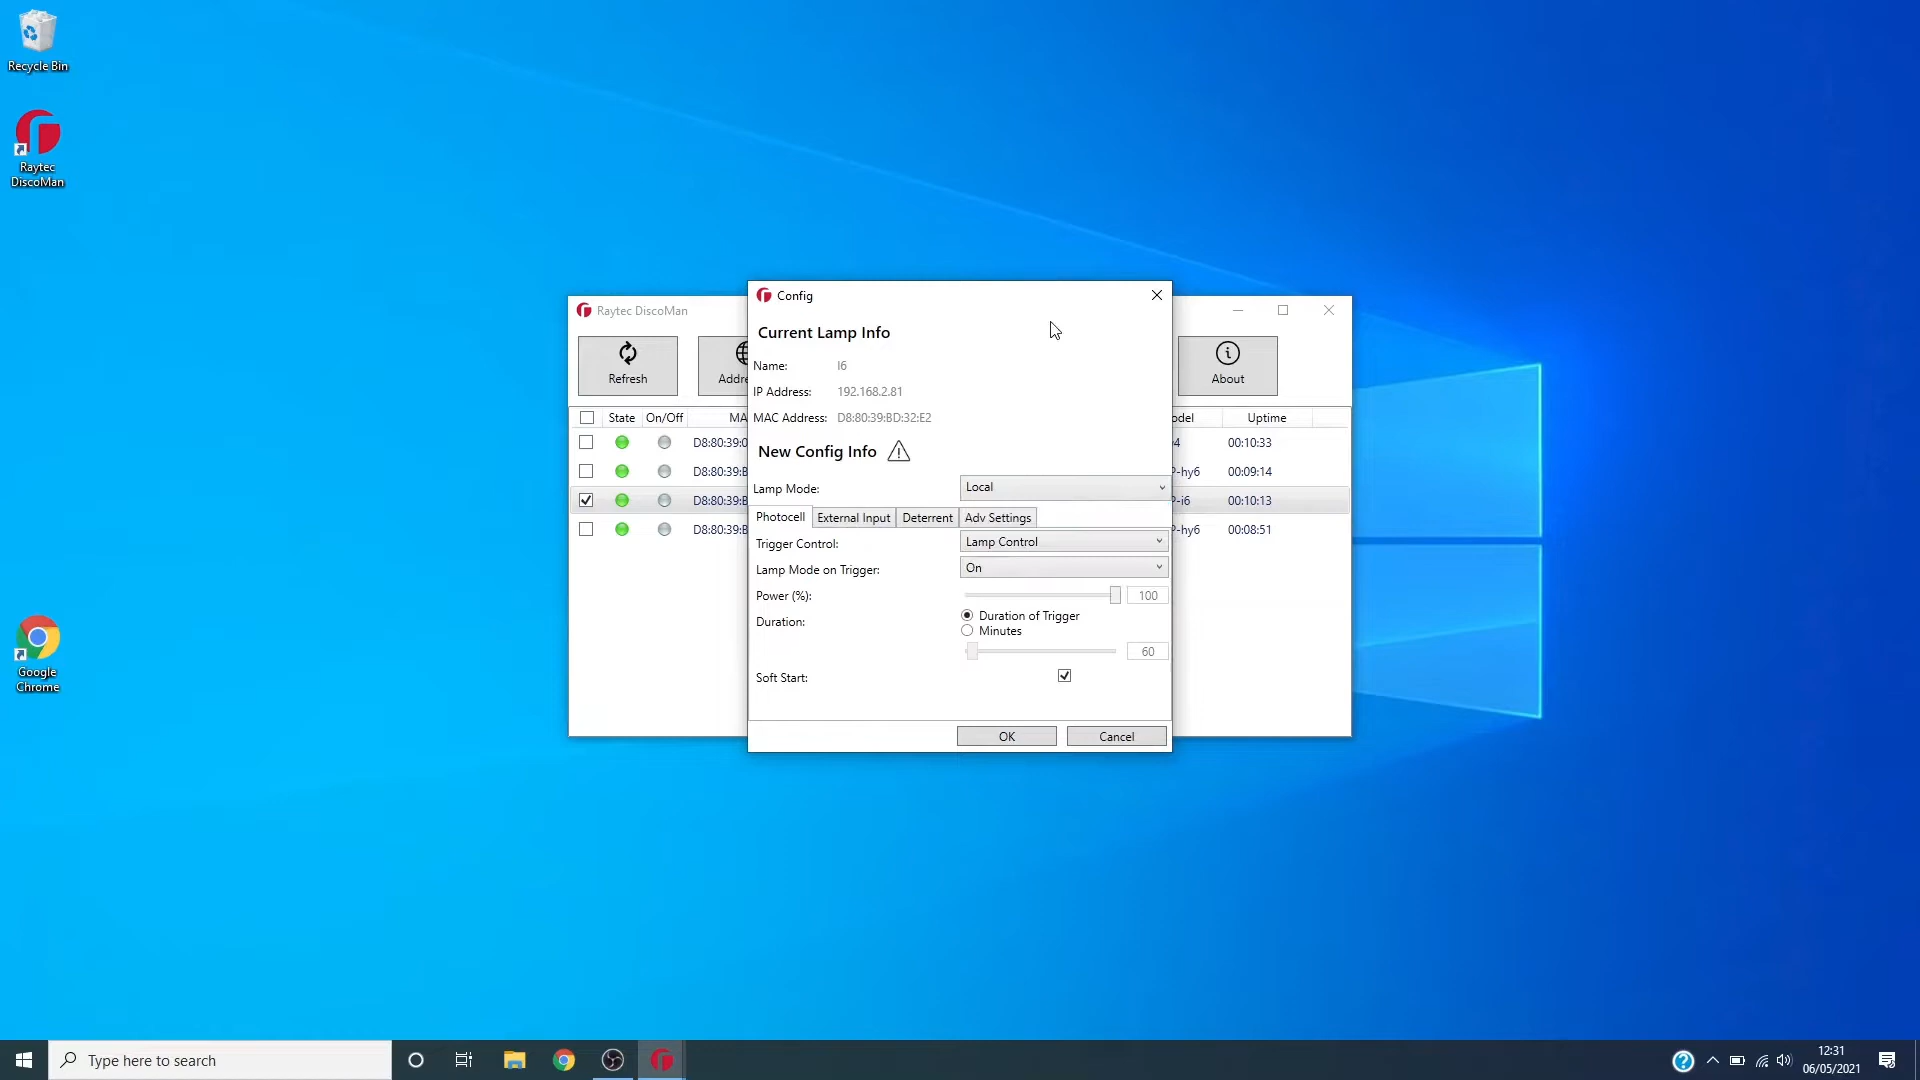 Recycle Bin
Raytec
DiscoMan
Google
Chrome
Raytec DiscoMan
Refresh
About
State On/Off Uptime
D8:80:39:0 00:10:33
D8:80:39:B P-hy6 00:09:14
D8:80:39:B P-i6 00:10:13
D8:80:39:B P-hy6 00:08:51
Config
Current Lamp Info
Name: I6
IP Address: 192.168.2.81
MAC Address: D8:80:39:BD:32:E2
New Config Info
Lamp Mode: Local
Photocell External Input Deterrent Adv Settings
Trigger Control: Lamp Control
Lamp Mode on Trigger: On
Power (%): 100
Duration: Duration of Trigger
Minutes
60
Soft Start:
OK Cancel
Type here to search
12:31
06/05/2021